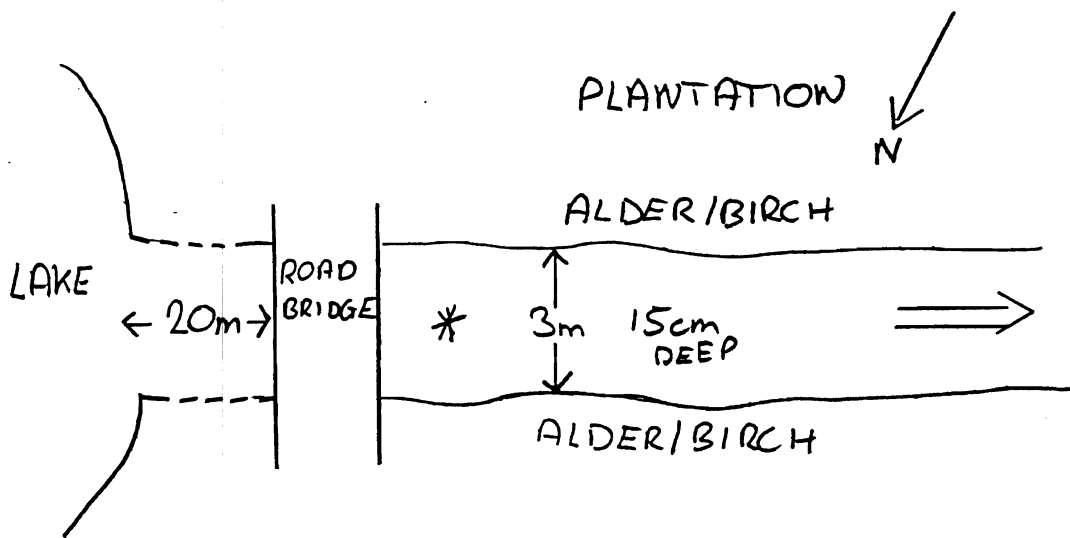 PLANTATION
N
ALDER/BIRCH
LAKE
← 20m →
ROAD
BRIDGE
*
3m
15cm
DEEP
ALDER/BIRCH